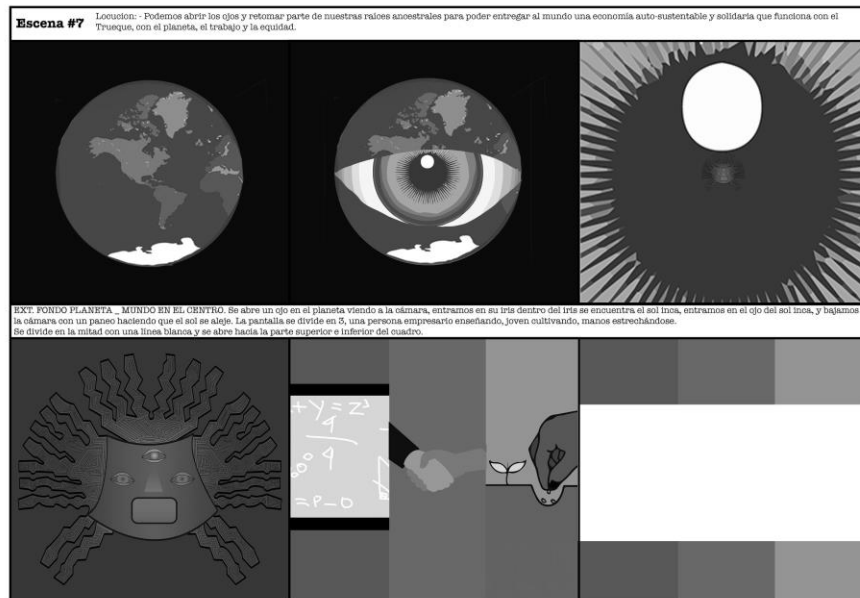 Escena #7
Locucion: - Podemos abrir los ojos y retomar parte de nuestras raices ancestrales para poder entregar al mundo una economía auto-sustentable y solidaria que funciona con el
Trueque, con el planeta, el trabajo y la equidad.
EXT. FONDO PLANETA _ MUNDO EN EL CENTRO. Se abre un ojo en el planeta viendo a la cámara, entramos en su iris dentro del iris se encuentra el sol inca, entramos en el ojo del sol inca, y bajamos
la cámara con un paneo haciendo que el sol se aleje. La pantalla se divide en 3, una persona empresario enseñando, joven cultivando, manos estrechándose.
Se divide en la mitad con una línea blanca y se abre hacia la parte superior e inferior del cuadro.
+ Y = Z
= P - D